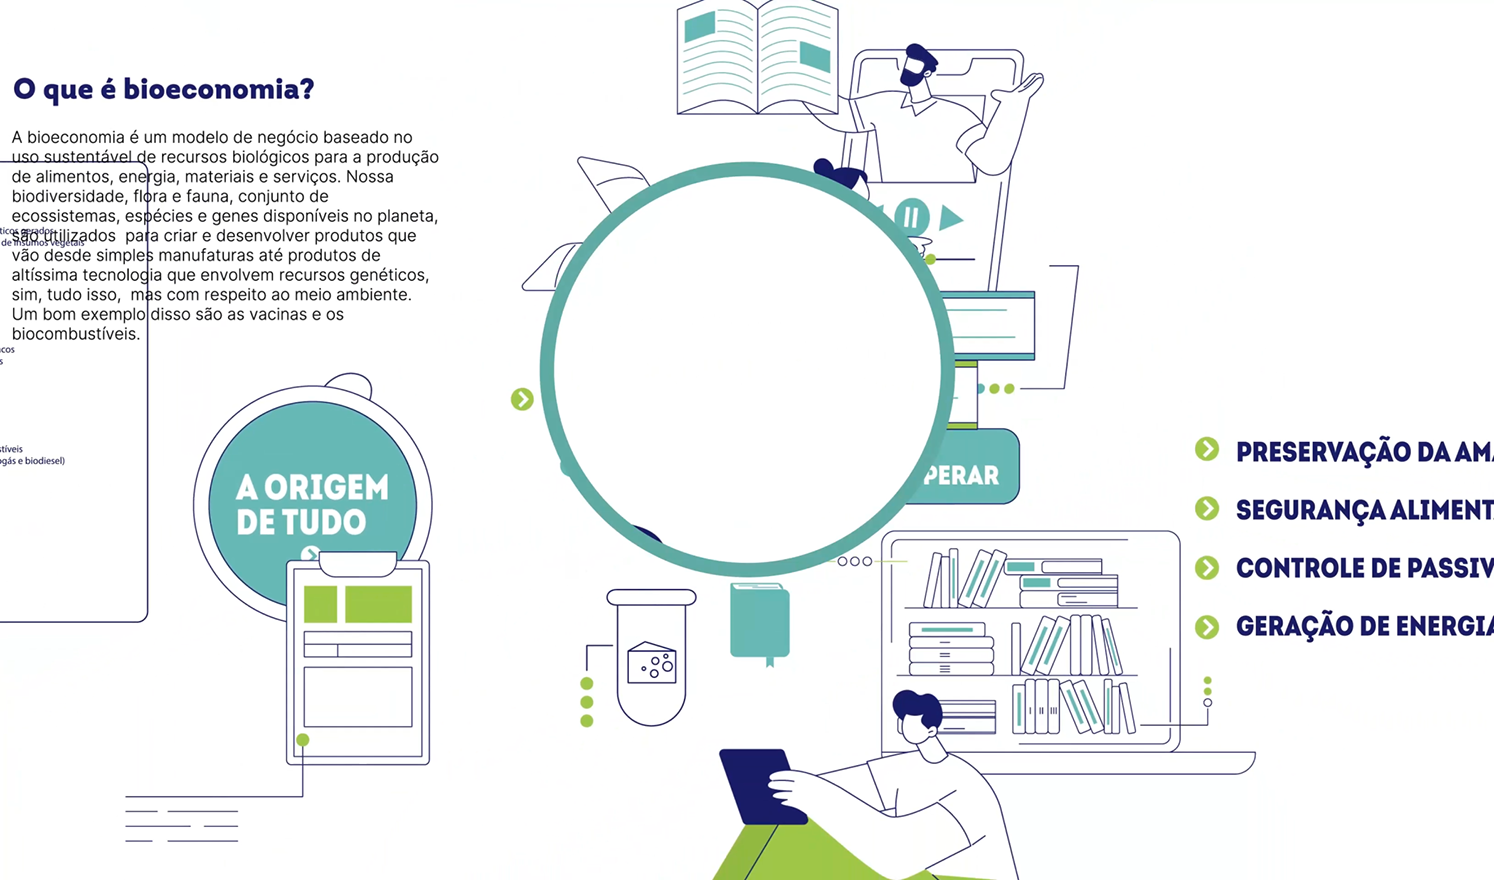 O que é bioeconomia?
A bioeconomia é um modelo de negócio baseado no
uso sustentável de recursos biológicos para a produção
de alimentos, energia, materiais e serviços. Nossa
biodiversidade, flora e fauna, conjunto de
ecossistemas, espécies e genes disponíveis no planeta,
são utilizados para criar e desenvolver produtos que
vão desde simples manufaturas até produtos de
altíssima tecnologia que envolvem recursos genéticos,
sim, tudo isso, mas com respeito ao meio ambiente.
Um bom exemplo disso são as vacinas e os
biocombustíveis.
ticos gerados
de insumos vegetais
icos
s
stíveis
ogás e biodiesel)
A ORIGEM
DE TUDO
PERAR
PRESERVAÇÃO DA AMA
SEGURANÇA ALIMENT
CONTROLE DE PASSIV
GERAÇÃO DE ENERGIA